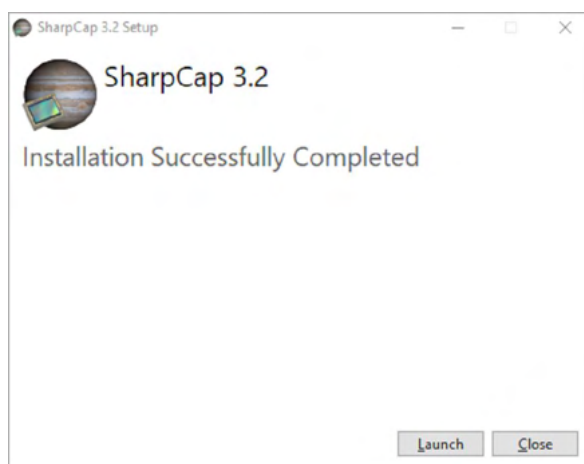 SharpCap 3.2 Setup
SharpCap 3.2
Installation Successfully Completed
Launch Close